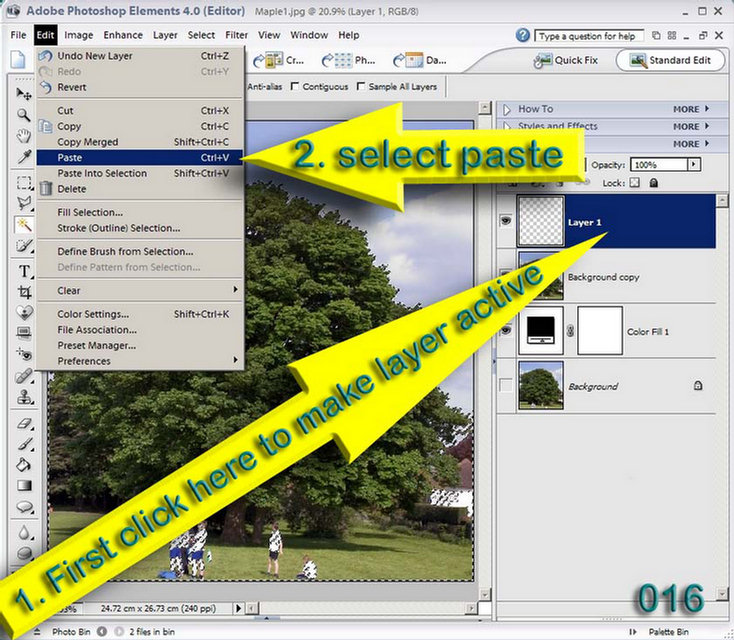 Adobe Photoshop Elements 4.0 (Editor) Maple1.jpg @ 20.9% (Layer 1, RGB/8)
File Edit Image Enhance Layer Select Filter View Window Help
Type a question for help
Cr... Ph... Da...
Quick Fix
Standard Edit
Anti-alias Contiguous Sample All Layers
Undo New Layer Ctrl+Z
Redo Ctrl+Y
Revert
Cut Ctrl+X
Copy Ctrl+C
Copy Merged Shift+Ctrl+C
Paste Ctrl+V
Paste Into Selection Shift+Ctrl+V
Delete
Fill Selection...
Stroke (Outline) Selection...
Define Brush from Selection...
Define Pattern from Selection...
Clear
Color Settings... Shift+Ctrl+K
File Association...
Preset Manager...
Preferences
2. select paste
1. First click here to make layer active
How To MORE
Styles and Effects MORE
MORE
Opacity: 100%
Lock:
Layer 1
Background copy
Color Fill 1
Background
24.72 cm x 26.73 cm (240 ppi)
016
Photo Bin 2 files in bin
Palette Bin